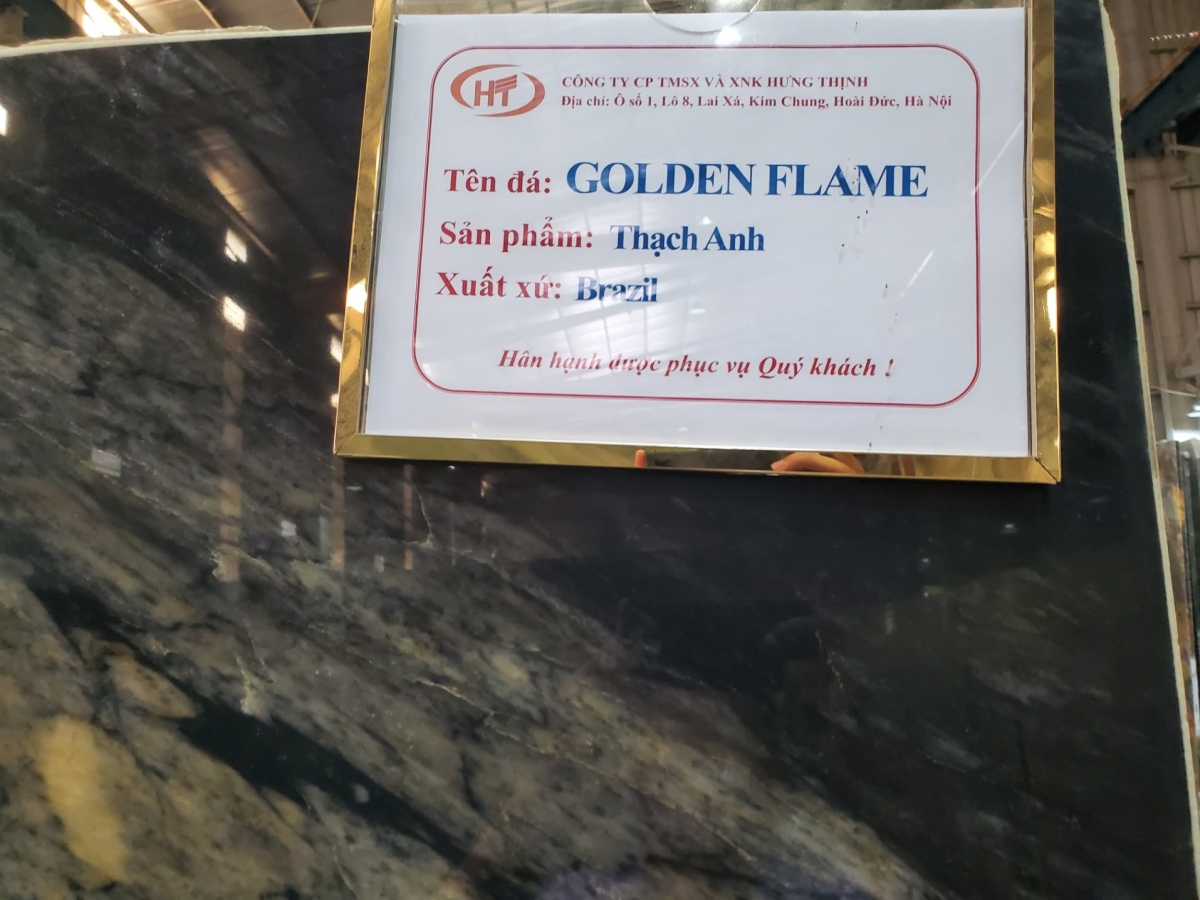 HT
CÔNG TY CP TMSX VÀ XNK HƯNG THỊNH
Địa chỉ: Ô số 1, Lô 8, Lai Xá, Kim Chung, Hoài Đức, Hà Nội
Tên đá: GOLDEN FLAME
Sản phẩm: Thạch Anh
Xuất xứ: Brazil
Hân hạnh được phục vụ Quý khách !